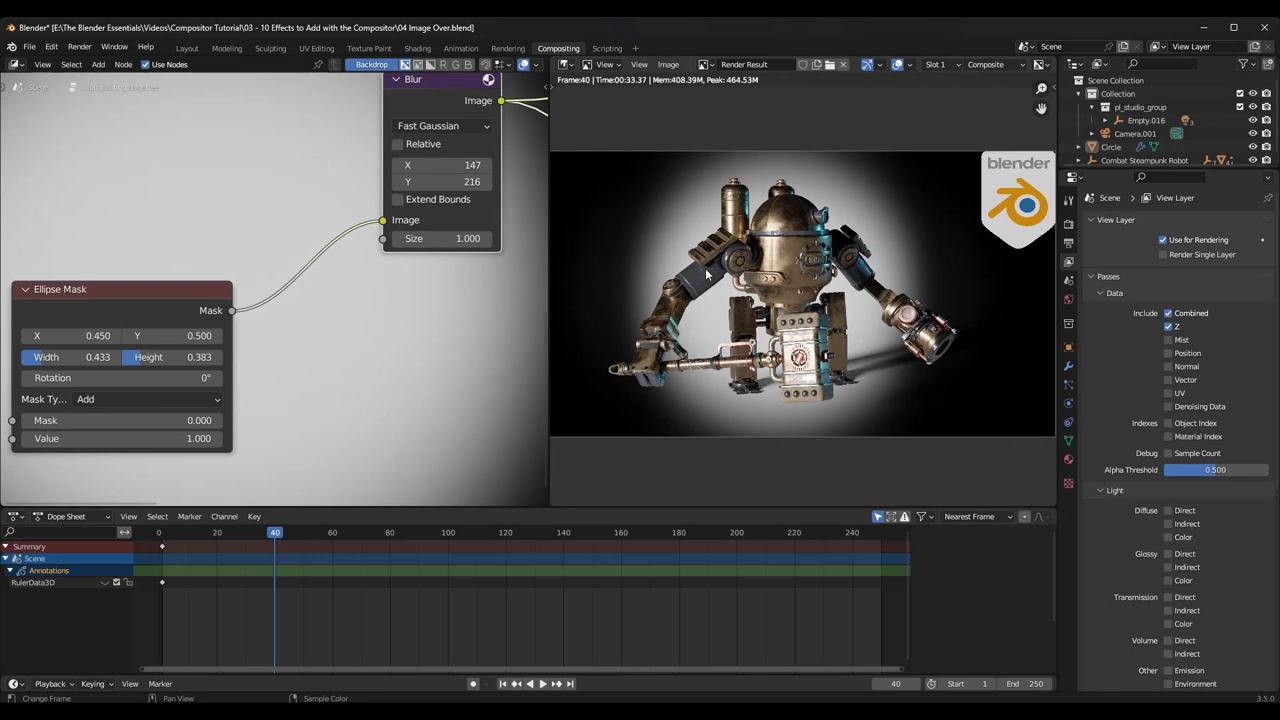 Blender* [E:\The Blender Essentials\Videos\Compositor Tutorial\03 - 10 Effects to Add with the Compositor\04 Image Over.blend]
File Edit Render Window Help
Layout Modeling Sculpting UV Editing Texture Paint Shading Animation Rendering Compositing Scripting
Scene
View Layer
View Select Add Node Use Nodes
Backdrop
View View Image Render Result Slot 1 Composite
Frame:40 | Time:00:33.37 | Mem:408.39M, Peak: 464.53M
Blur
Image
Fast Gaussian
Relative
X 147
Y 216
Extend Bounds
Image
Size 1.000
Ellipse Mask
Mask
X 0.450 Y 0.500
Width 0.433 Height 0.383
Rotation 0°
Mask Ty... Add
Mask 0.000
Value 1.000
blender
Scene Collection
Collection
pl_studio_group
Empty.016
3
Camera.001
Circle
Combat Steampunk Robot
Scene View Layer
View Layer
Use for Rendering
Render Single Layer
Passes
Data
Include Combined
Z
Mist
Position
Normal
Vector
UV
Denoising Data
Indexes Object Index
Material Index
Debug Sample Count
Alpha Threshold 0.500
Light
Diffuse Direct
Indirect
Color
Glossy Direct
Indirect
Color
Transmission Direct
Indirect
Color
Volume Direct
Indirect
Other Emission
Environment
Dope Sheet View Select Marker Channel Key
Nearest Frame
0 20 40 60 80 100 120 140 160 180 200 220 240
Summary
Scene
Annotations
RulerData3D
Playback Keying View Marker
40 Start 1 End 250
Change Frame Pan View Sample Color
3.5.0